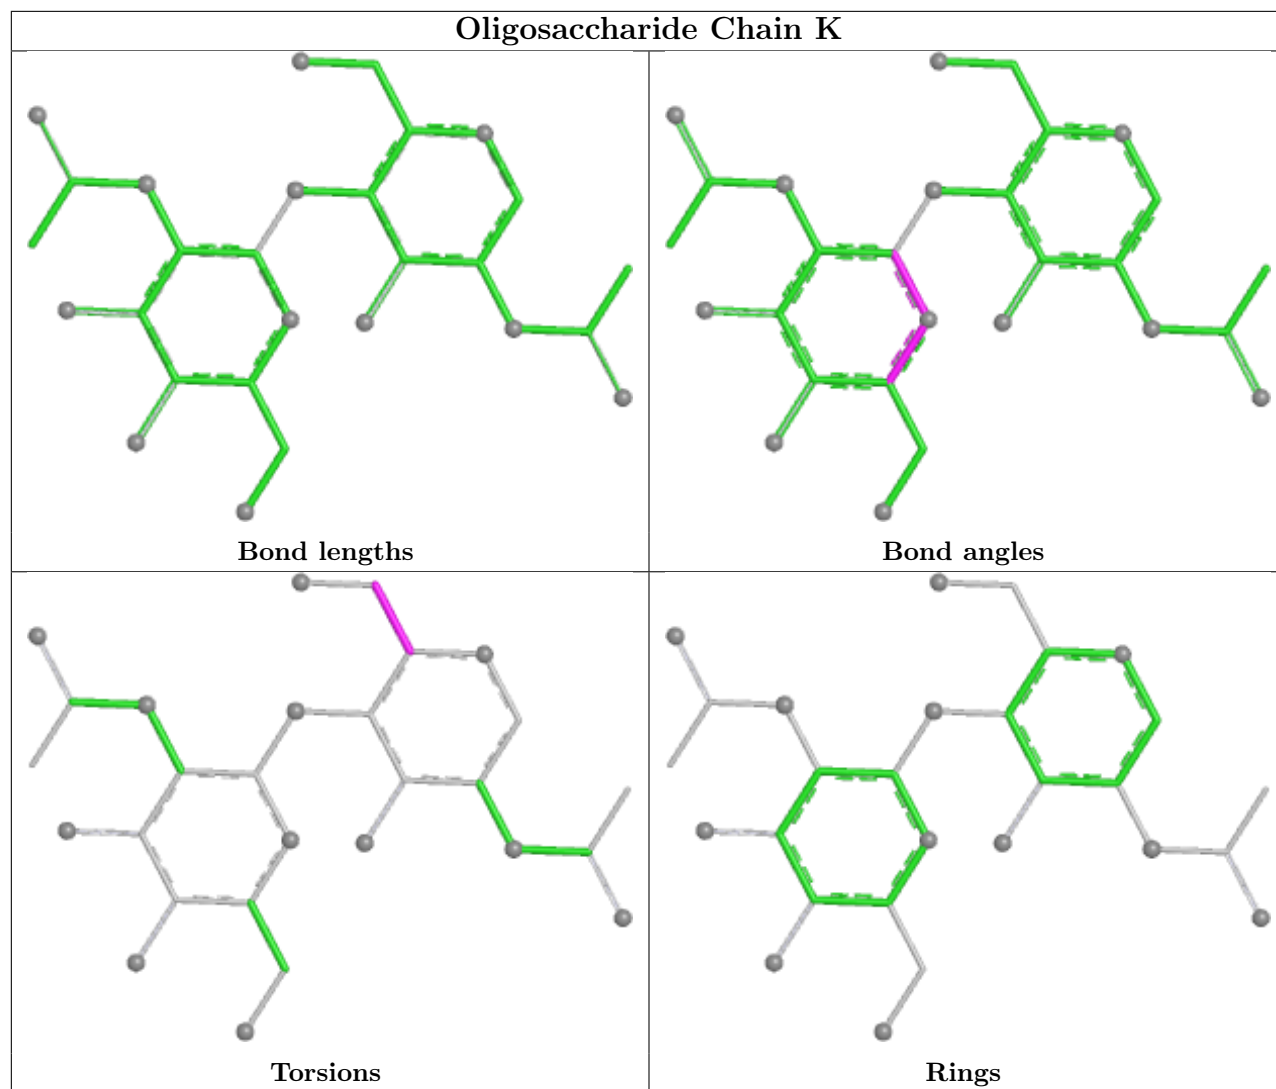 Oligosaccharide Chain K
Bond lengths
Bond angles
Torsions
Rings